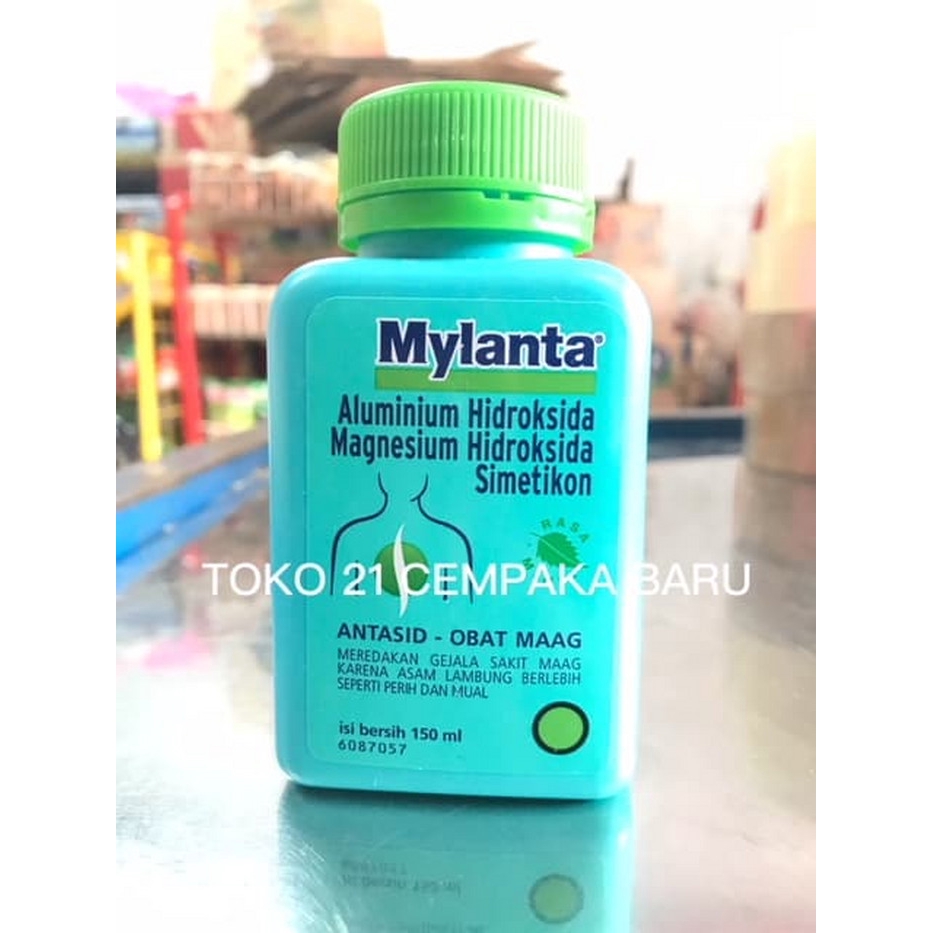 Mylanta®
Aluminium Hidroksida
Magnesium Hidroksida
Simetikon
RASA
TOKO 21 CEMPAKA BARU
ANTASID - OBAT MAAG
MEREDAKAN GEJALA SAKIT MAAG
KARENA ASAM LAMBUNG BERLEBIH
SEPERTI PERIH DAN MUAL
isi bersih 150 ml
6087057